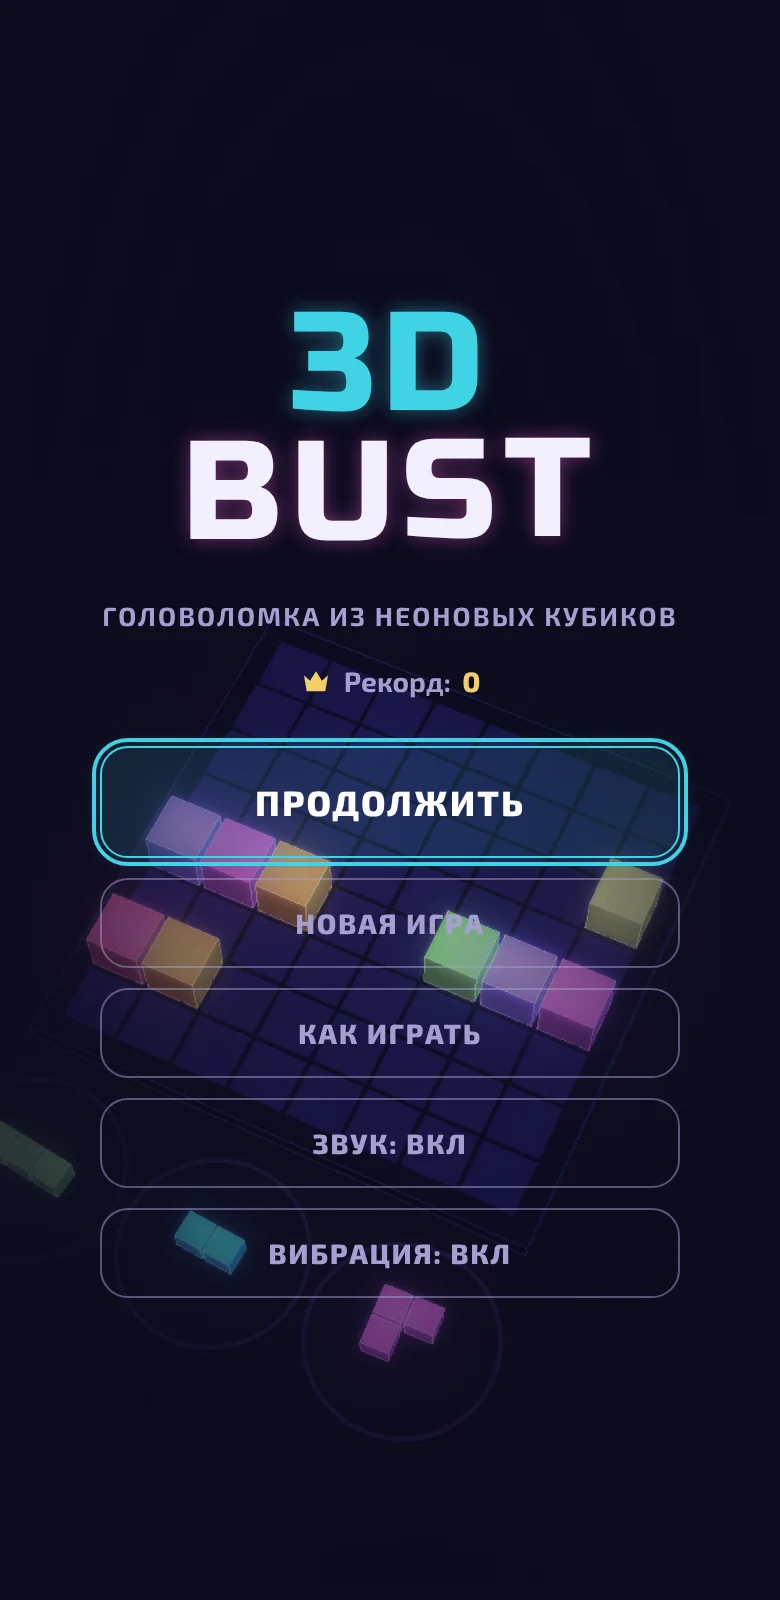 3D
BUST
ГОЛОВОЛОМКА ИЗ НЕОНОВЫХ КУБИКОВ
Рекорд: 0
ПРОДОЛЖИТЬ
НОВАЯ ИГРА
КАК ИГРАТЬ
ЗВУК: ВКЛ
ВИБРАЦИЯ: ВКЛ